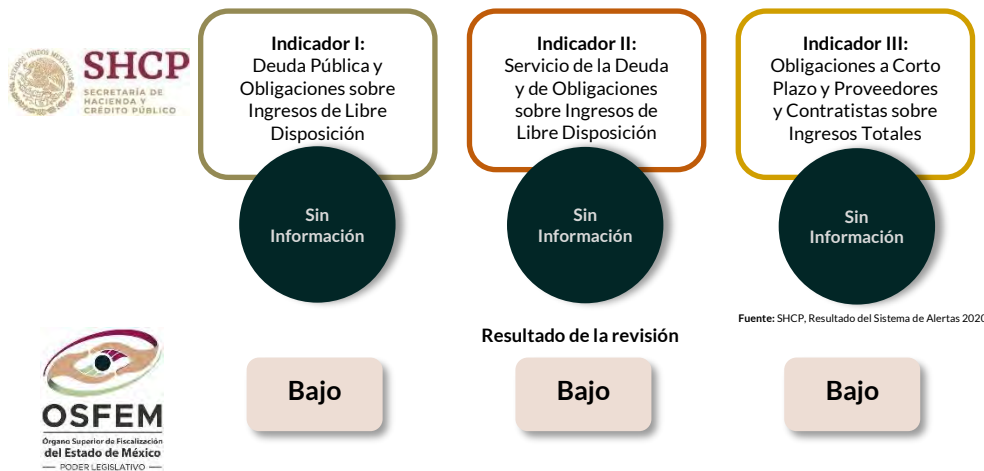 ESTADOS UNIDOS MEXICANOS
SHCP
SECRETARÍA DE
HACIENDA Y
CRÉDITO PÚBLICO
Indicador I:
Deuda Pública y
Obligaciones sobre
Ingresos de Libre
Disposición
Sin
Información
Indicador II:
Servicio de la Deuda
y de Obligaciones
sobre Ingresos de
Libre Disposición
Sin
Información
Indicador III:
Obligaciones a Corto
Plazo y Proveedores
y Contratistas sobre
Ingresos Totales
Sin
Información
Fuente: SHCP, Resultado del Sistema de Alertas 2020
Resultado de la revisión
OSFEM
Órgano Superior de Fiscalización
del Estado de México
PODER LEGISLATIVO
Bajo
Bajo
Bajo